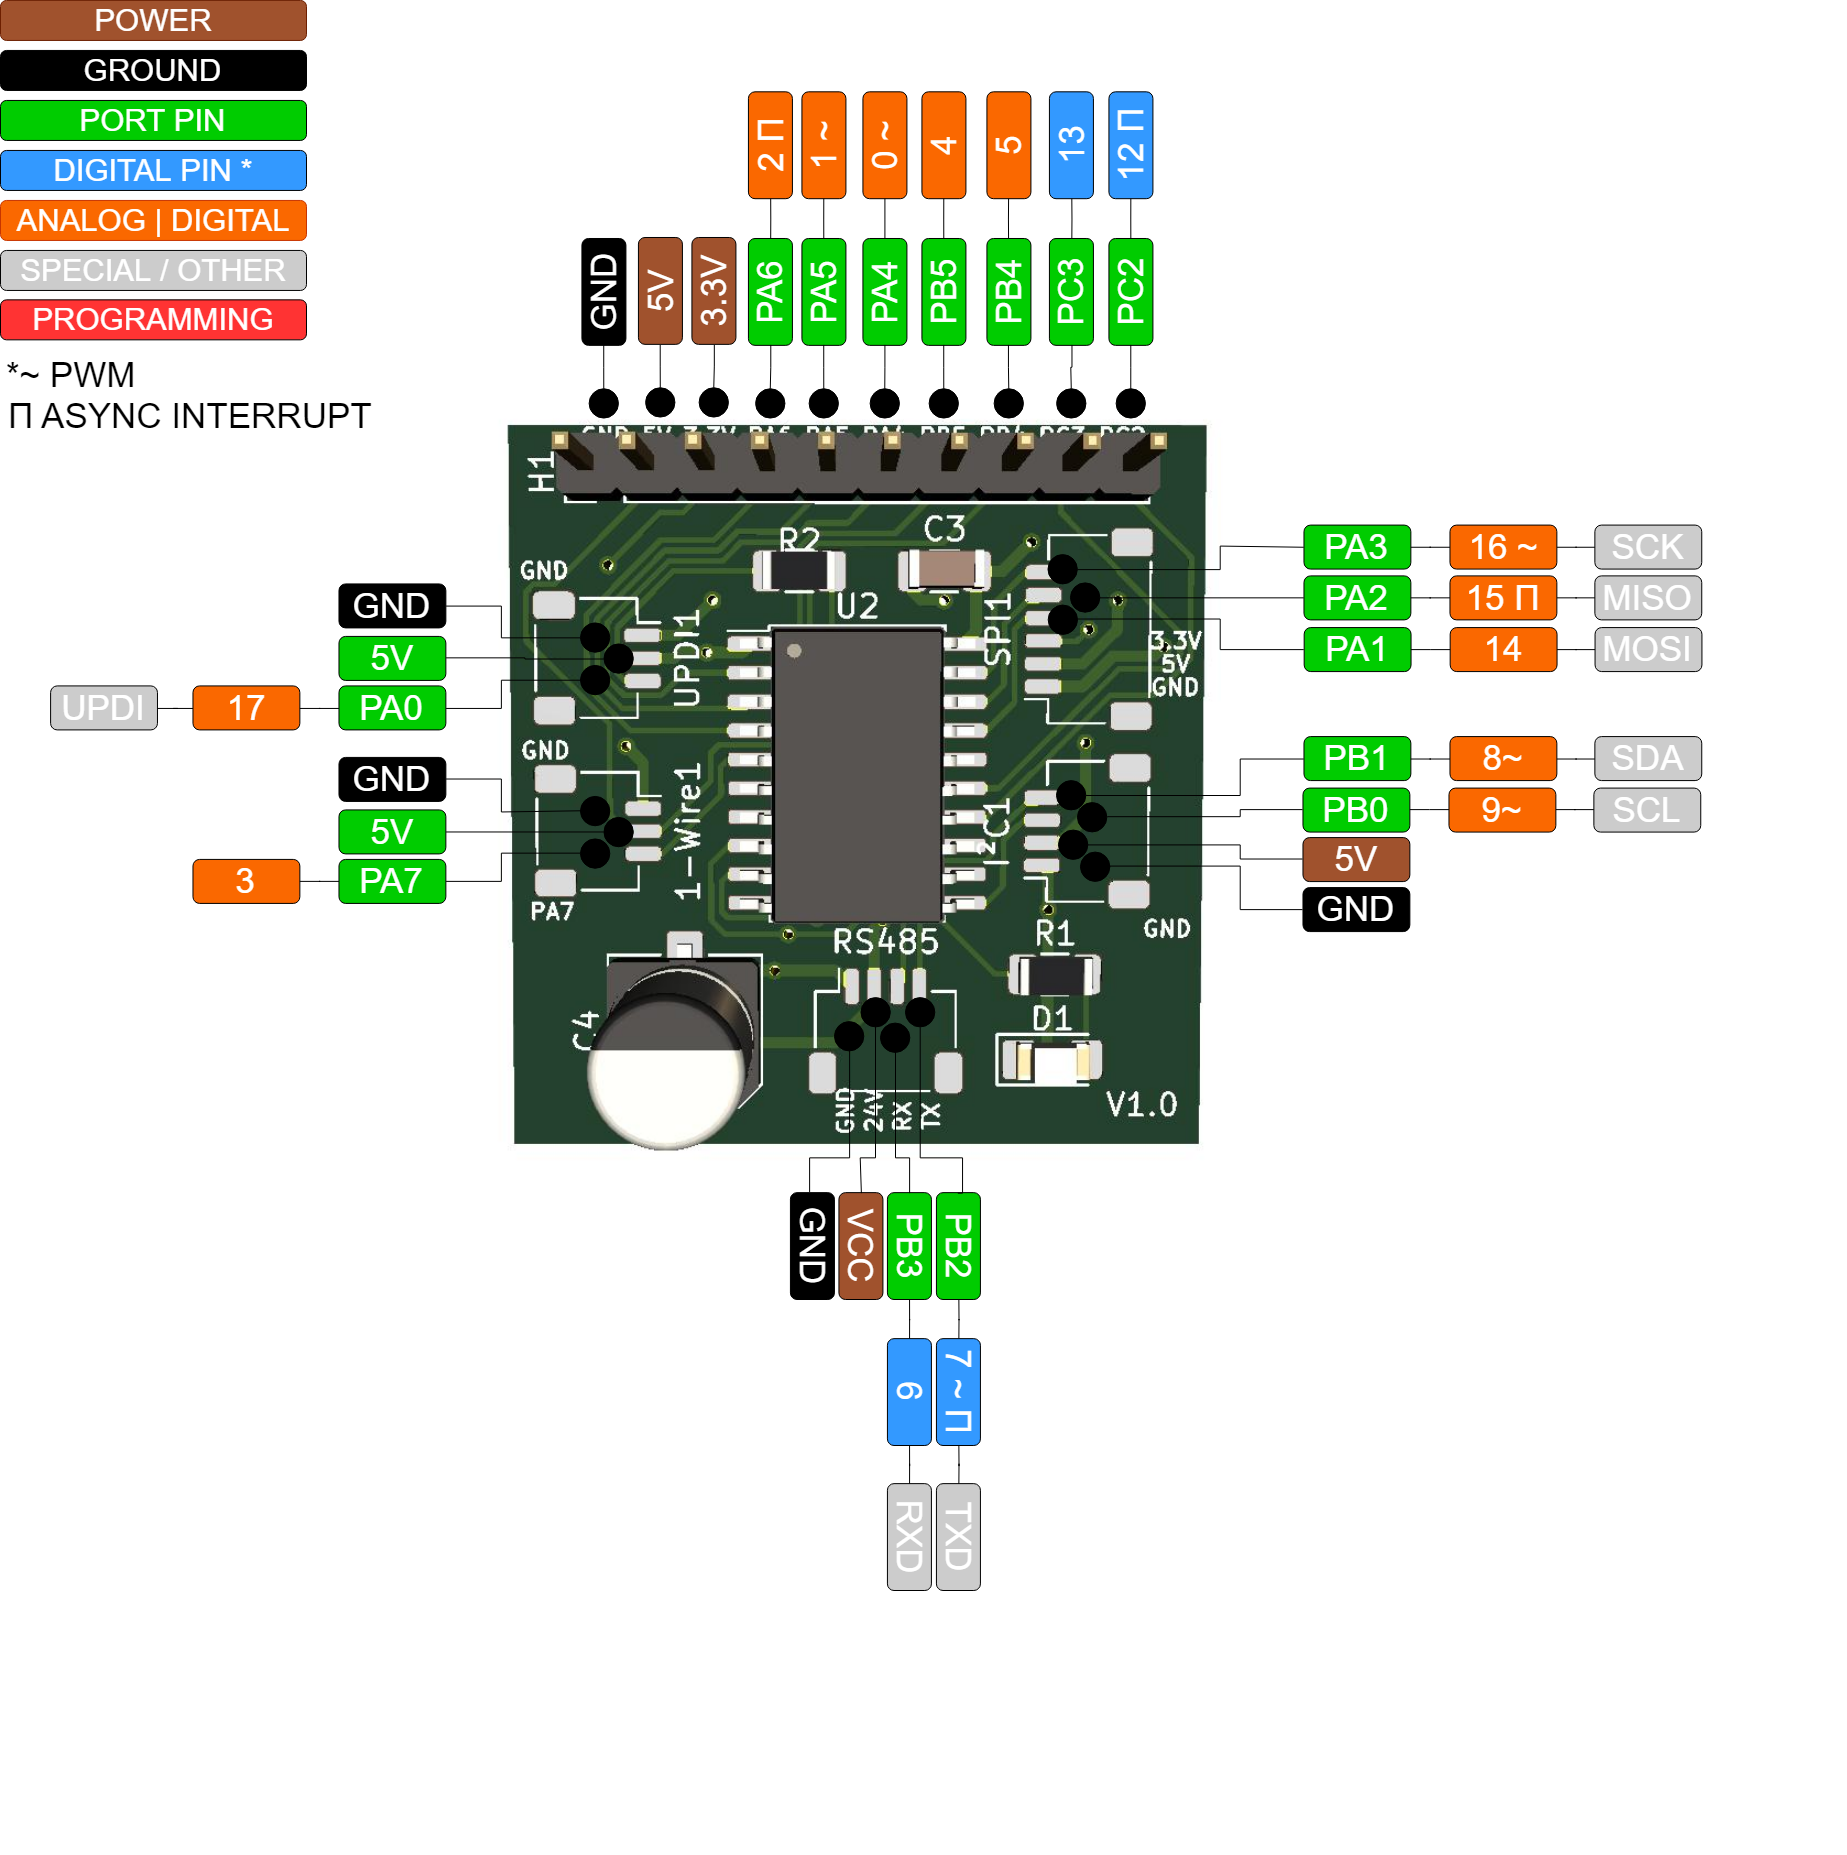 POWER
GROUND
PORT PIN
DIGITAL PIN *
ANALOG | DIGITAL
SPECIAL / OTHER
PROGRAMMING
*~ PWM
П ASYNC INTERRUPT
2 П
1 ~
0 ~
4
5
13
12 П
GND
5V
3.3V
PA6
PA5
PA4
PB5
PB4
PC3
PC2
H1
R2
C3
GND
U2
UPDI1
SPI1
3.3V
5V
GND
GND
1-Wire1
PA7
I²C1
GND
RS485
R1
D1
C4
V1.0
GND
24V
RX
TX
GND
5V
UPDI 17 PA0
GND
5V
3 PA7
PA3 16 ~ SCK
PA2 15 П MISO
PA1 14 MOSI
PB1 8~ SDA
PB0 9~ SCL
5V
GND
GND
VCC
PB3
PB2
6
7 ~ П
RXD
TXD